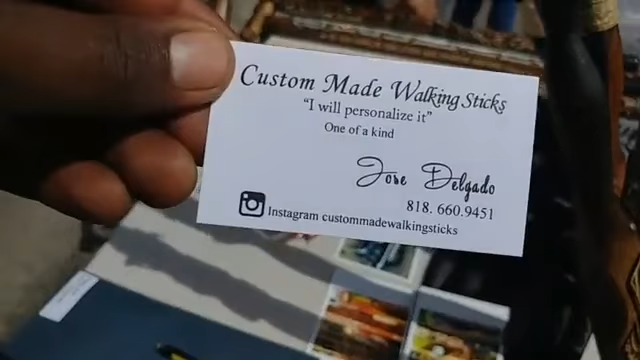 Custom Made Walking Sticks
“I will personalize it”
One of a kind
Jose Delgado
818. 660.9451
Instagram custommadewalkingsticks